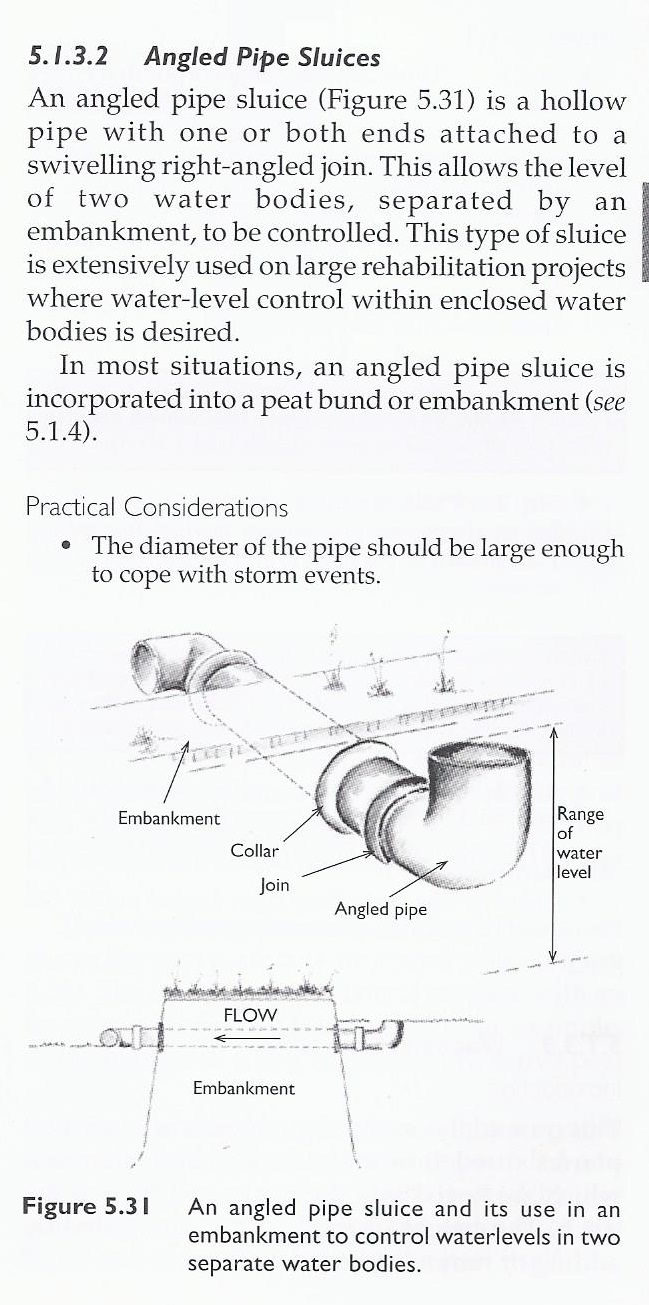 5.1.3.2 Angled Pipe Sluices
An angled pipe sluice (Figure 5.31) is a hollow
pipe with one or both ends attached to a
swivelling right-angled join. This allows the level
of two water bodies, separated by an
embankment, to be controlled. This type of sluice
is extensively used on large rehabilitation projects
where water-level control within enclosed water
bodies is desired.
In most situations, an angled pipe sluice is
incorporated into a peat bund or embankment (see
5.1.4).
Practical Considerations
• The diameter of the pipe should be large enough
to cope with storm events.
Embankment
Collar
Join
Angled pipe
Range
of
water
level
FLOW
Embankment
Figure 5.31 An angled pipe sluice and its use in an
embankment to control waterlevels in two
separate water bodies.